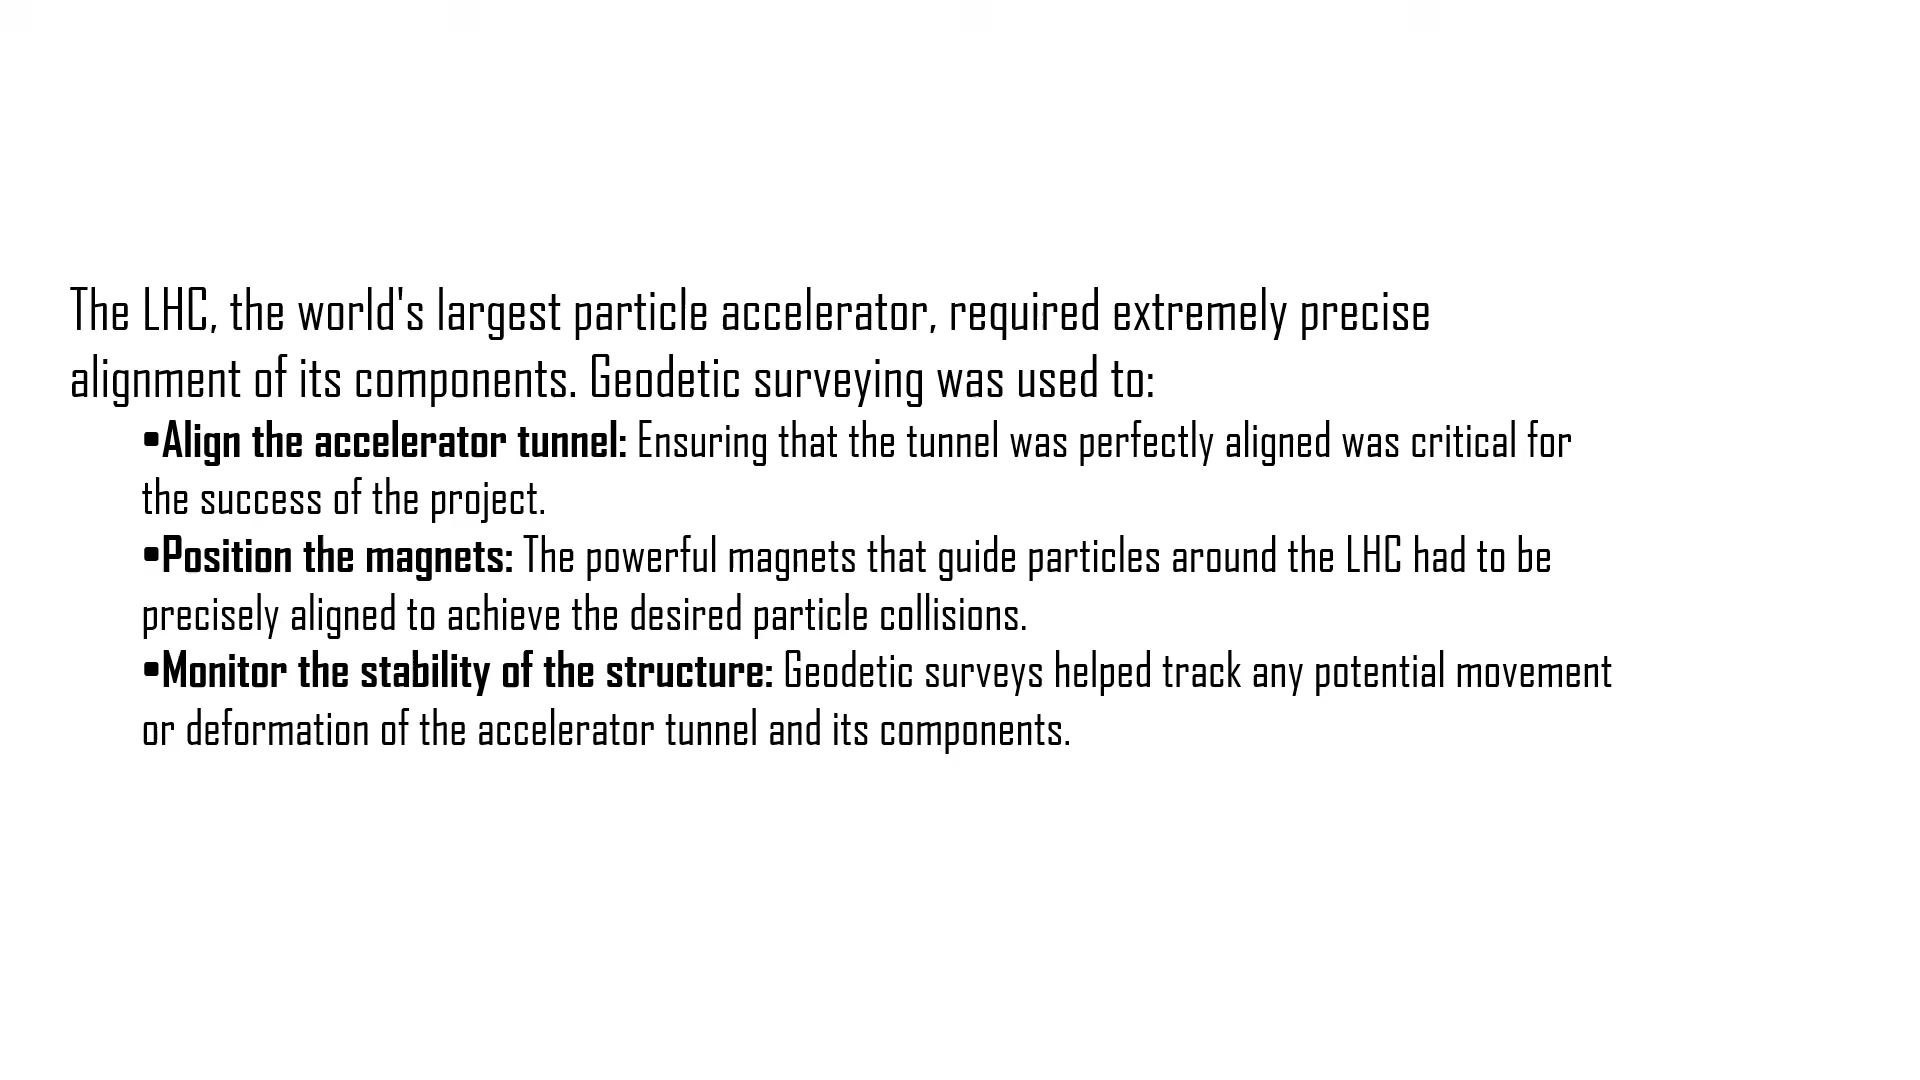 The LHC, the world's largest particle accelerator, required extremely precise
alignment of its components. Geodetic surveying was used to:
•Align the accelerator tunnel: Ensuring that the tunnel was perfectly aligned was critical for
the success of the project.
•Position the magnets: The powerful magnets that guide particles around the LHC had to be
precisely aligned to achieve the desired particle collisions.
•Monitor the stability of the structure: Geodetic surveys helped track any potential movement
or deformation of the accelerator tunnel and its components.